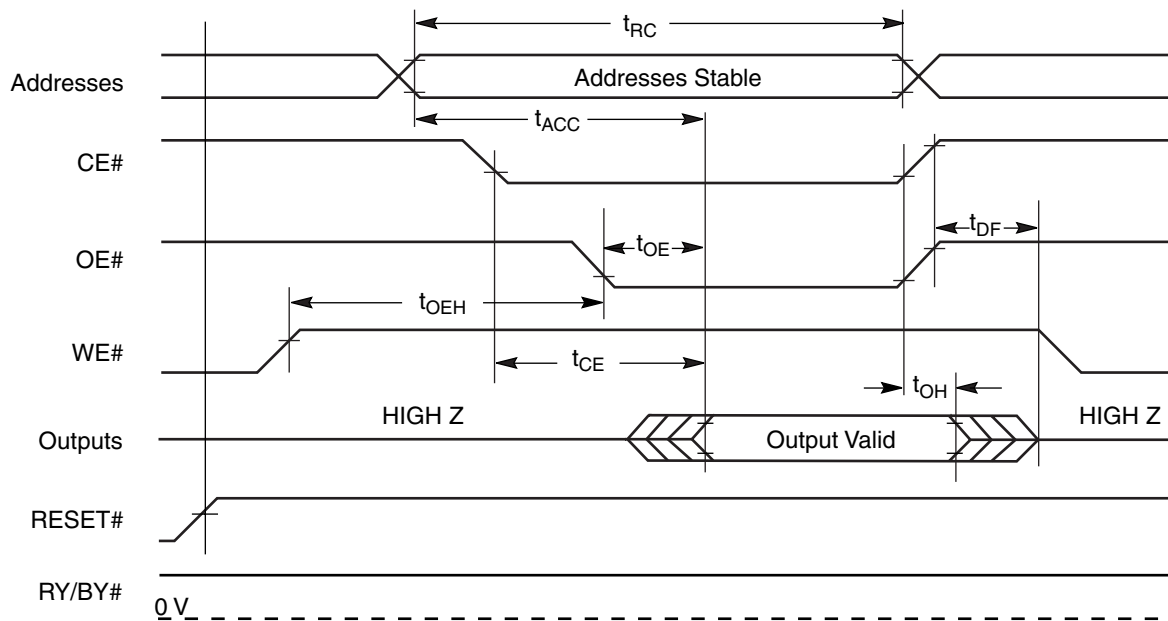 tRC
Addresses
Addresses Stable
tACC
CE#
OE#
tOE
tDF
tOEH
WE#
tCE
tOH
HIGH Z
HIGH Z
Outputs
Output Valid
RESET#
RY/BY#
0 V